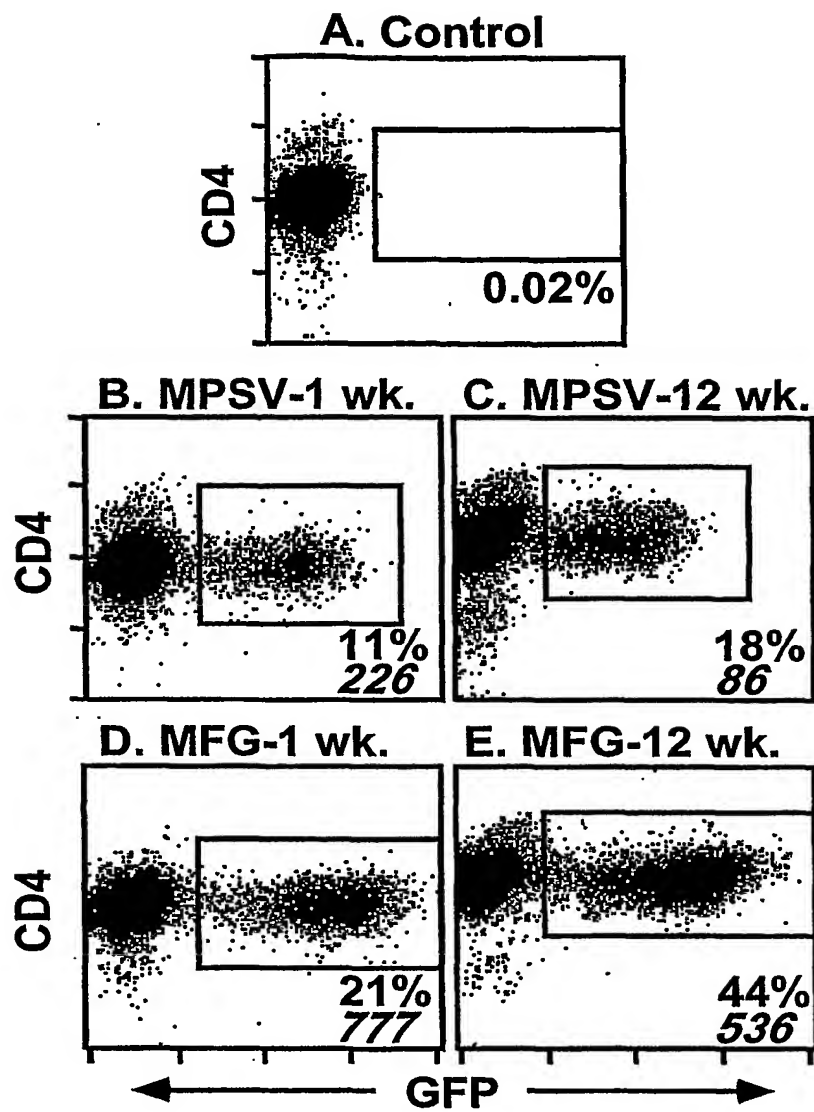 A. Control
CD4
0.02%
B. MPSV-1 wk.
C. MPSV-12 wk.
CD4
11%
226
18%
86
D. MFG-1 wk.
E. MFG-12 wk.
CD4
21%
777
44%
536
GFP